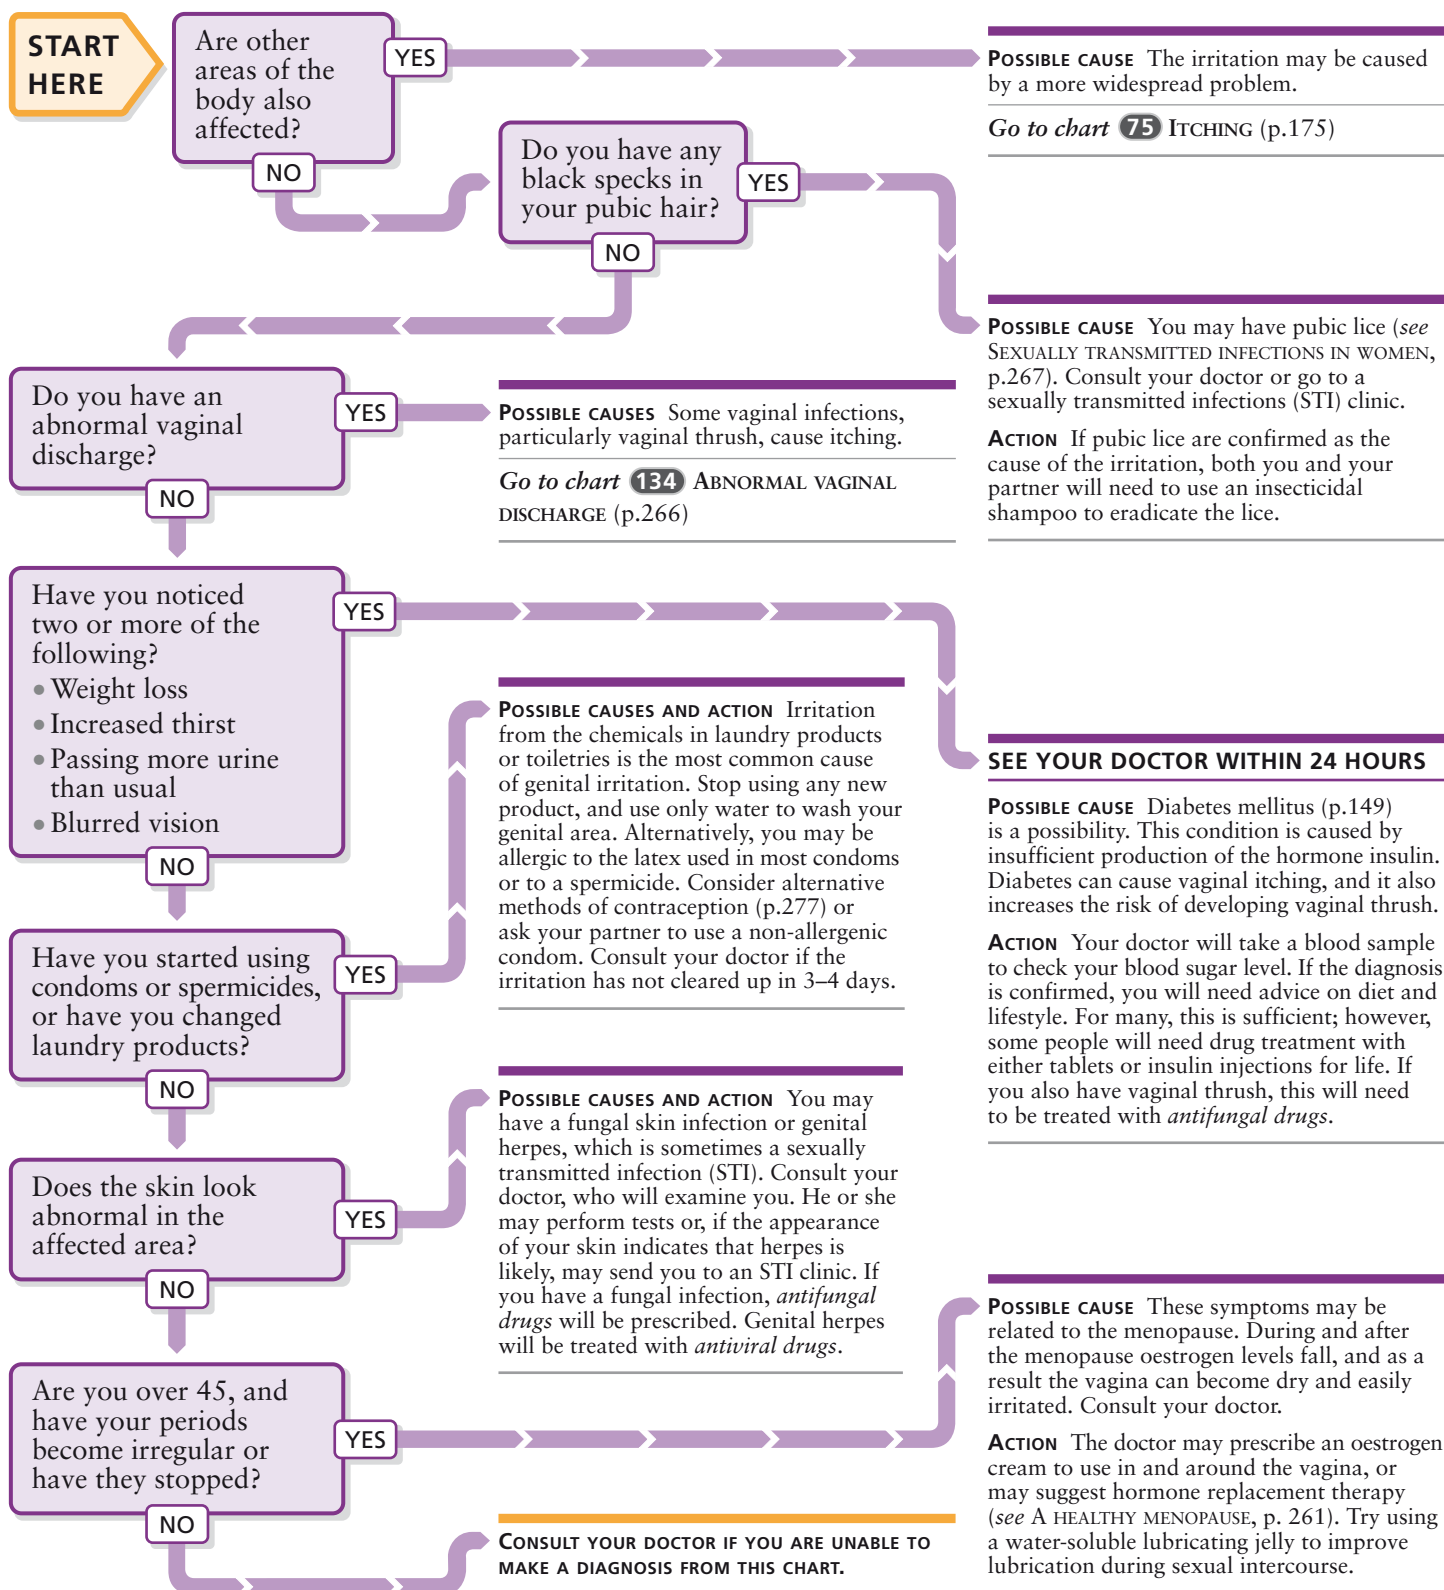 START
HERE
Are other
areas of the
body also
affected?
YES
NO
POSSIBLE CAUSE The irritation may be caused
by a more widespread problem.
Go to chart 75 ITCHING (p.175)
Do you have any
black specks in
your pubic hair?
YES
NO
POSSIBLE CAUSE You may have pubic lice (see
SEXUALLY TRANSMITTED INFECTIONS IN WOMEN,
p.267). Consult your doctor or go to a
sexually transmitted infections (STI) clinic.
ACTION If pubic lice are confirmed as the
cause of the irritation, both you and your
partner will need to use an insecticidal
shampoo to eradicate the lice.
Do you have an
abnormal vaginal
discharge?
YES
NO
POSSIBLE CAUSES Some vaginal infections,
particularly vaginal thrush, cause itching.
Go to chart 134 ABNORMAL VAGINAL
DISCHARGE (p.266)
Have you noticed
two or more of the
following?
• Weight loss
• Increased thirst
• Passing more urine
than usual
• Blurred vision
YES
NO
SEE YOUR DOCTOR WITHIN 24 HOURS
POSSIBLE CAUSE Diabetes mellitus (p.149)
is a possibility. This condition is caused by
insufficient production of the hormone insulin.
Diabetes can cause vaginal itching, and it also
increases the risk of developing vaginal thrush.
ACTION Your doctor will take a blood sample
to check your blood sugar level. If the diagnosis
is confirmed, you will need advice on diet and
lifestyle. For many, this is sufficient; however,
some people will need drug treatment with
either tablets or insulin injections for life. If
you also have vaginal thrush, this will need
to be treated with antifungal drugs.
Have you started using
condoms or spermicides,
or have you changed
laundry products?
YES
NO
POSSIBLE CAUSES AND ACTION Irritation
from the chemicals in laundry products
or toiletries is the most common cause
of genital irritation. Stop using any new
product, and use only water to wash your
genital area. Alternatively, you may be
allergic to the latex used in most condoms
or to a spermicide. Consider alternative
methods of contraception (p.277) or
ask your partner to use a non-allergenic
condom. Consult your doctor if the
irritation has not cleared up in 3–4 days.
Does the skin look
abnormal in the
affected area?
YES
NO
POSSIBLE CAUSES AND ACTION You may
have a fungal skin infection or genital
herpes, which is sometimes a sexually
transmitted infection (STI). Consult your
doctor, who will examine you. He or she
may perform tests or, if the appearance
of your skin indicates that herpes is
likely, may send you to an STI clinic. If
you have a fungal infection, antifungal
drugs will be prescribed. Genital herpes
will be treated with antiviral drugs.
Are you over 45, and
have your periods
become irregular or
have they stopped?
YES
NO
POSSIBLE CAUSE These symptoms may be
related to the menopause. During and after
the menopause oestrogen levels fall, and as a
result the vagina can become dry and easily
irritated. Consult your doctor.
ACTION The doctor may prescribe an oestrogen
cream to use in and around the vagina, or
may suggest hormone replacement therapy
(see A HEALTHY MENOPAUSE, p. 261). Try using
a water-soluble lubricating jelly to improve
lubrication during sexual intercourse.
CONSULT YOUR DOCTOR IF YOU ARE UNABLE TO
MAKE A DIAGNOSIS FROM THIS CHART.